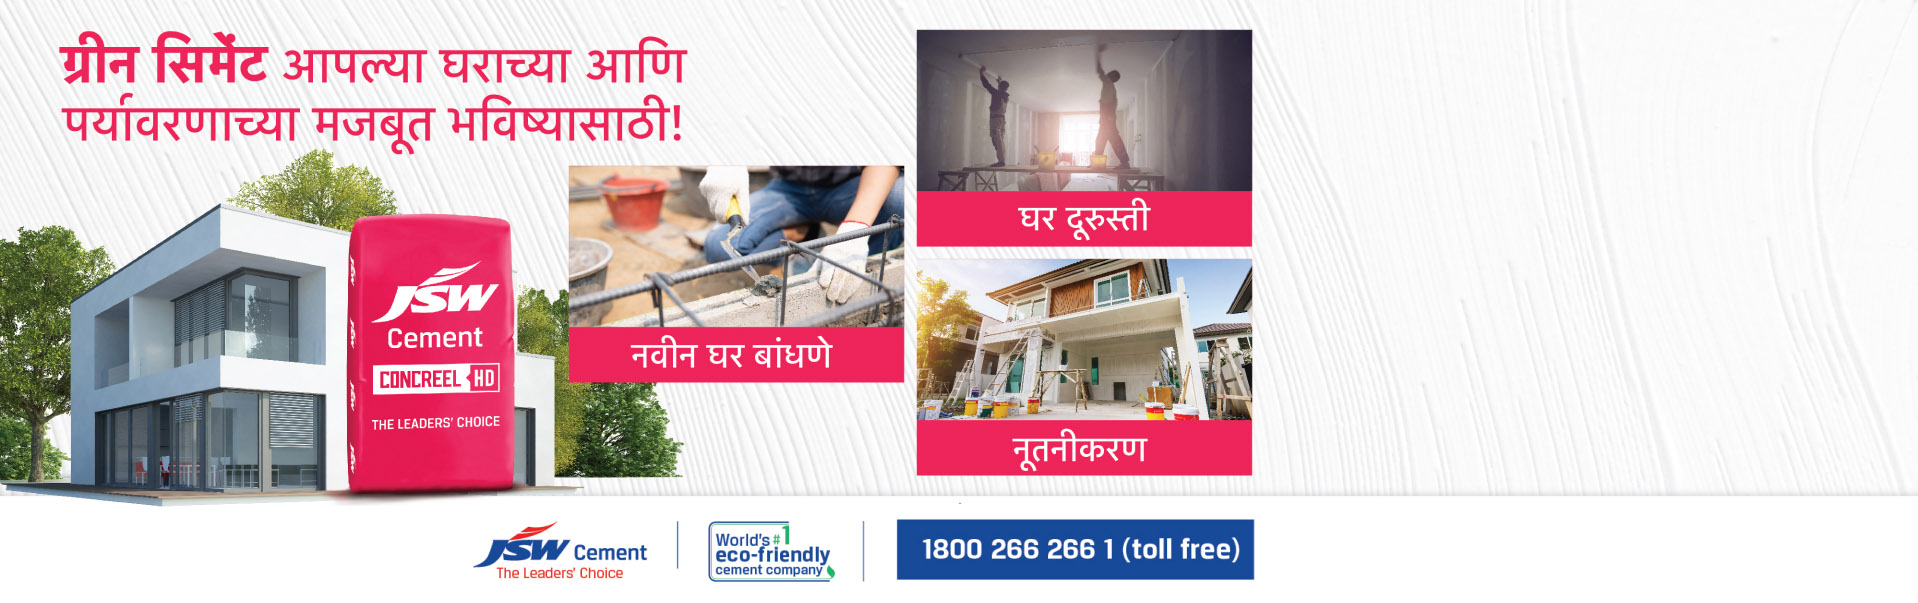 ग्रीन सिमेंट आपल्या घराच्या आणि
पर्यावरणाच्या मजबूत भविष्यासाठी!
JSW
Cement
CONCREEL HD
THE LEADERS' CHOICE
नवीन घर बांधणे
घर दूरुस्ती
नूतनीकरण
JSW Cement
The Leaders' Choice
World's #1
eco-friendly
cement company
1800 266 266 1 (toll free)